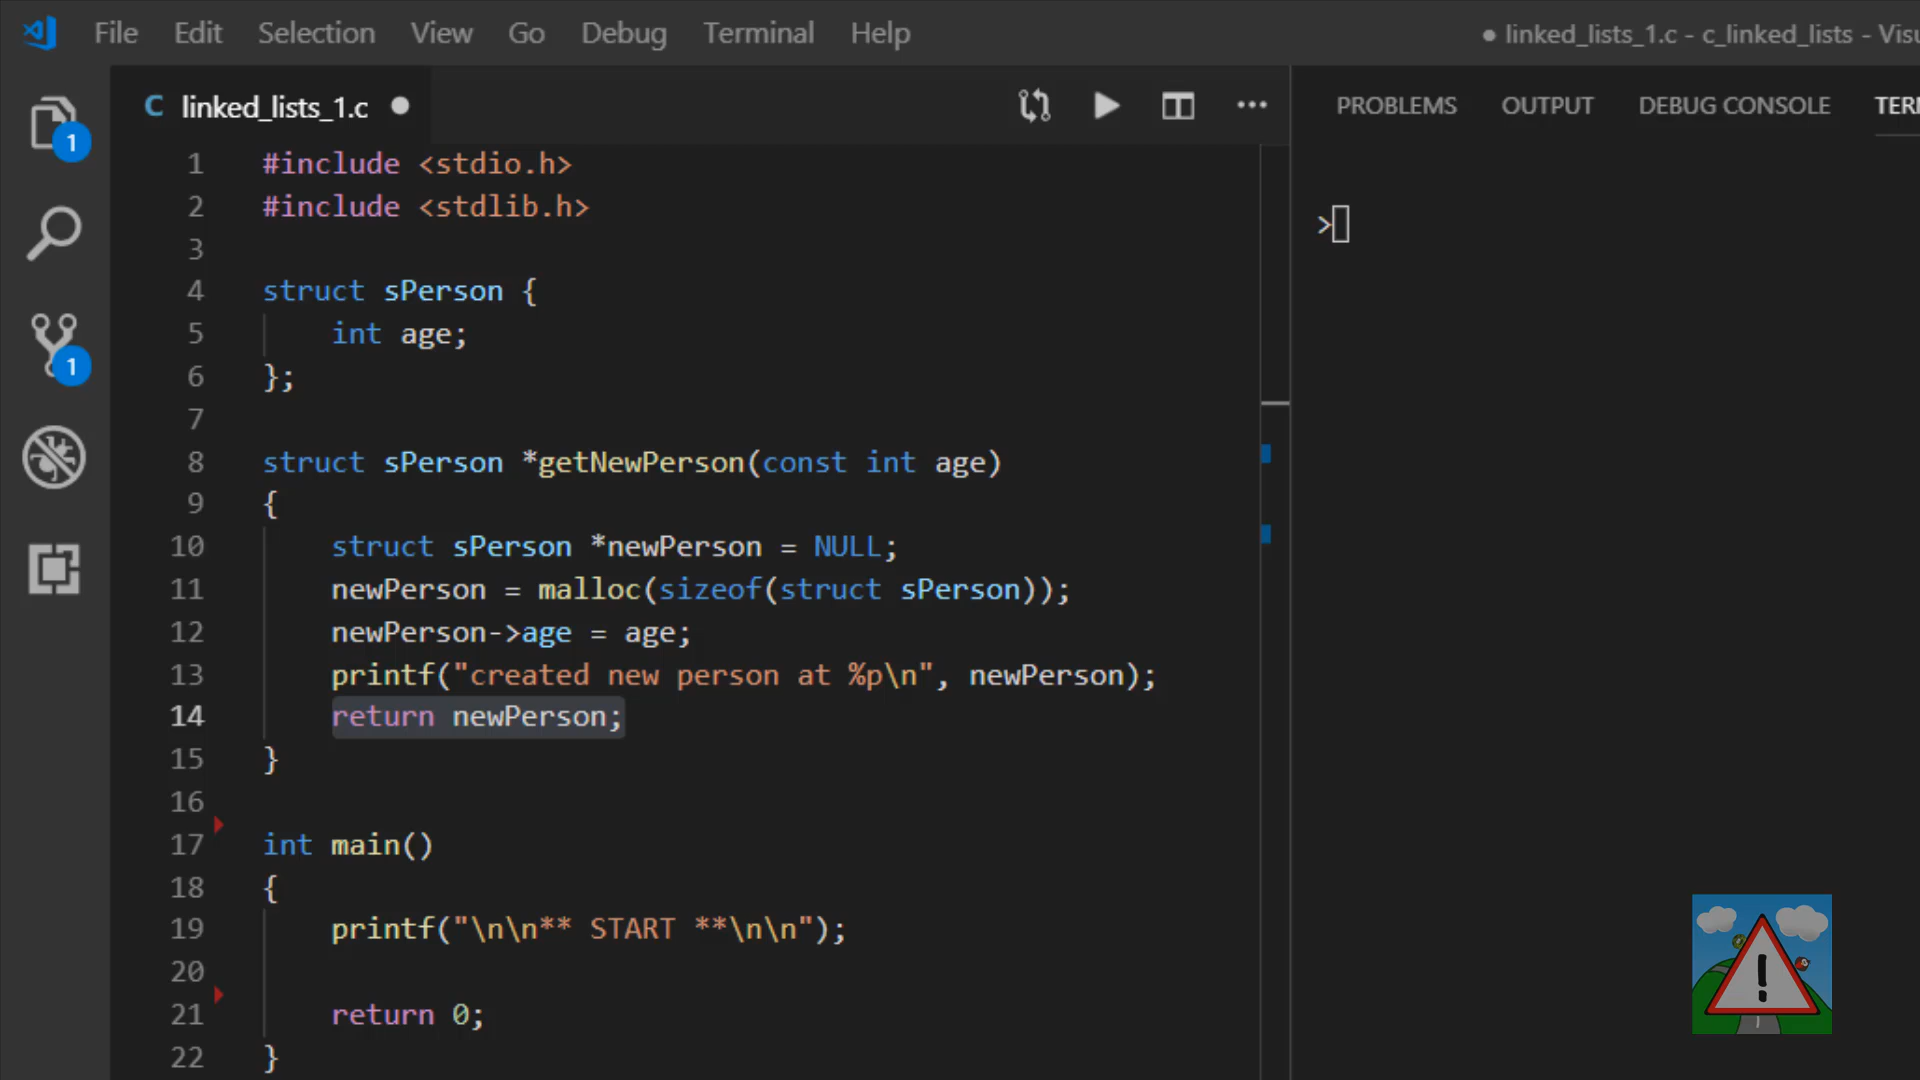 File Edit Selection View Go Debug Terminal Help
● linked_lists_1.c - c_linked_lists - Visu
C linked_lists_1.c ●
PROBLEMS OUTPUT DEBUG CONSOLE TERM
1
1
1 #include <stdio.h>
2 #include <stdlib.h>
3
4 struct sPerson {
5     int age;
6 };
7
8 struct sPerson *getNewPerson(const int age)
9 {
10     struct sPerson *newPerson = NULL;
11     newPerson = malloc(sizeof(struct sPerson));
12     newPerson->age = age;
13     printf("created new person at %p\n", newPerson);
14     return newPerson;
15 }
16
17 int main()
18 {
19     printf("\n\n** START **\n\n");
20
21     return 0;
22 }
>
!